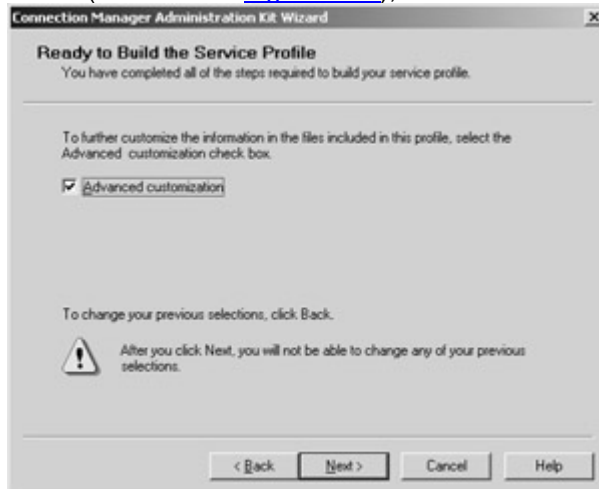 Connection Manager Administration Kit Wizard
Ready to Build the Service Profile
You have completed all of the steps required to build your service profile.
To further customize the information in the files included in this profile, select the
Advanced customization check box.
Advanced customization
To change your previous selections, click Back.
After you click Next, you will not be able to change any of your previous
selections.
< Back Next > Cancel Help